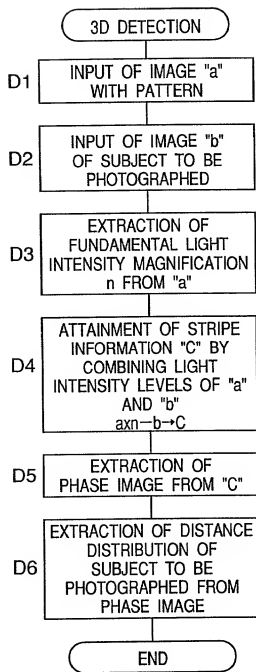 3D DETECTION
D1
INPUT OF IMAGE "a"
WITH PATTERN
D2
INPUT OF IMAGE "b"
OF SUBJECT TO BE
PHOTOGRAPHED
D3
EXTRACTION OF
FUNDAMENTAL LIGHT
INTENSITY MAGNIFICATION
n FROM "a"
D4
ATTAINMENT OF STRIPE
INFORMATION "C" BY
COMBINING LIGHT
INTENSITY LEVELS OF "a"
AND "b"
axn—b→C
D5
EXTRACTION OF
PHASE IMAGE FROM "C"
D6
EXTRACTION OF DISTANCE
DISTRIBUTION OF
SUBJECT TO BE
PHOTOGRAPHED FROM
PHASE IMAGE
END